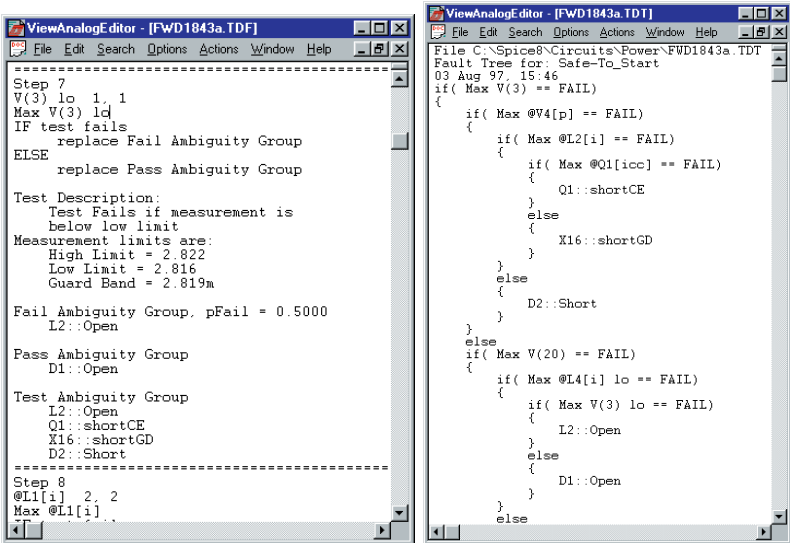 ViewAnalogEditor - [FWD1843a.TDF]
File Edit Search Options Actions Window Help
================================================
Step 7
V(3) lo  1, 1
Max V(3) lo
IF test fails
     replace Fail Ambiguity Group
ELSE
     replace Pass Ambiguity Group
Test Description:
    Test Fails if measurement is
    below low limit
Measurement limits are:
    High Limit = 2.822
    Low Limit = 2.816
    Guard Band = 2.819m
Fail Ambiguity Group, pFail = 0.5000
    L2::Open
Pass Ambiguity Group
    D1::Open
Test Ambiguity Group
    L2::Open
    Q1::shortCE
    X16::shortGD
    D2::Short
================================================
Step 8
@L1[i]  2, 2
Max @L1[i]
ViewAnalogEditor - [FWD1843a.TDT]
File Edit Search Options Actions Window Help
File C:\Spice8\Circuits\Power\FWD1843a.TDT
Fault Tree for: Safe-To_Start
03 Aug 97, 15:46
if( Max V(3) == FAIL)
{
    if( Max @V4[p] == FAIL)
    {
        if( Max @L2[i] == FAIL)
        {
            if( Max @Q1[icc] == FAIL)
            {
                Q1::shortCE
            }
            else
            {
                X16::shortGD
            }
        }
        else
        {
            D2::Short
        }
    }
    else
    if( Max V(20) == FAIL)
    {
        if( Max @L4[i] lo == FAIL)
        {
            if( Max V(3) lo == FAIL)
            {
                L2::Open
            }
            else
            {
                D1::Open
            }
        }
        else